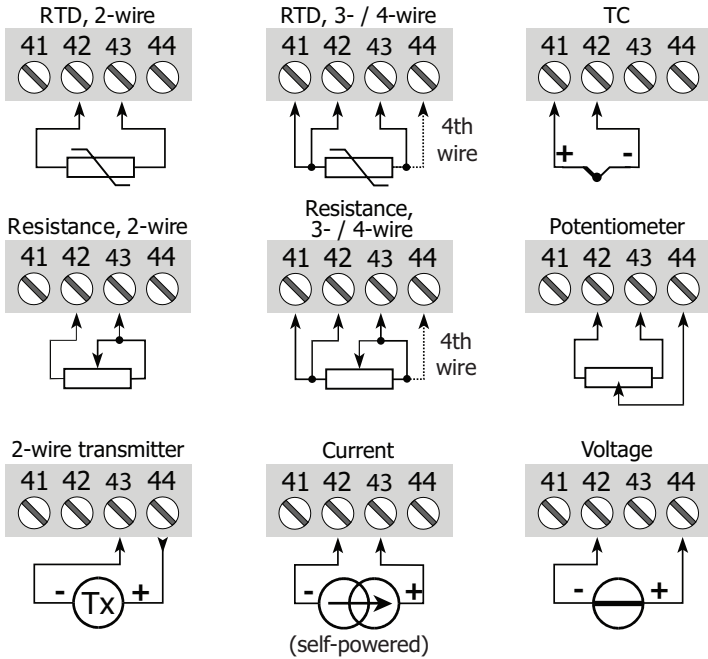 RTD, 2-wire
41 42 43 44
RTD, 3- / 4-wire
41 42 43 44
4th
wire
TC
41 42 43 44
+ -
Resistance, 2-wire
41 42 43 44
Resistance,
3- / 4-wire
41 42 43 44
4th
wire
Potentiometer
41 42 43 44
2-wire transmitter
41 42 43 44
- Tx +
Current
41 42 43 44
- +
(self-powered)
Voltage
41 42 43 44
- +